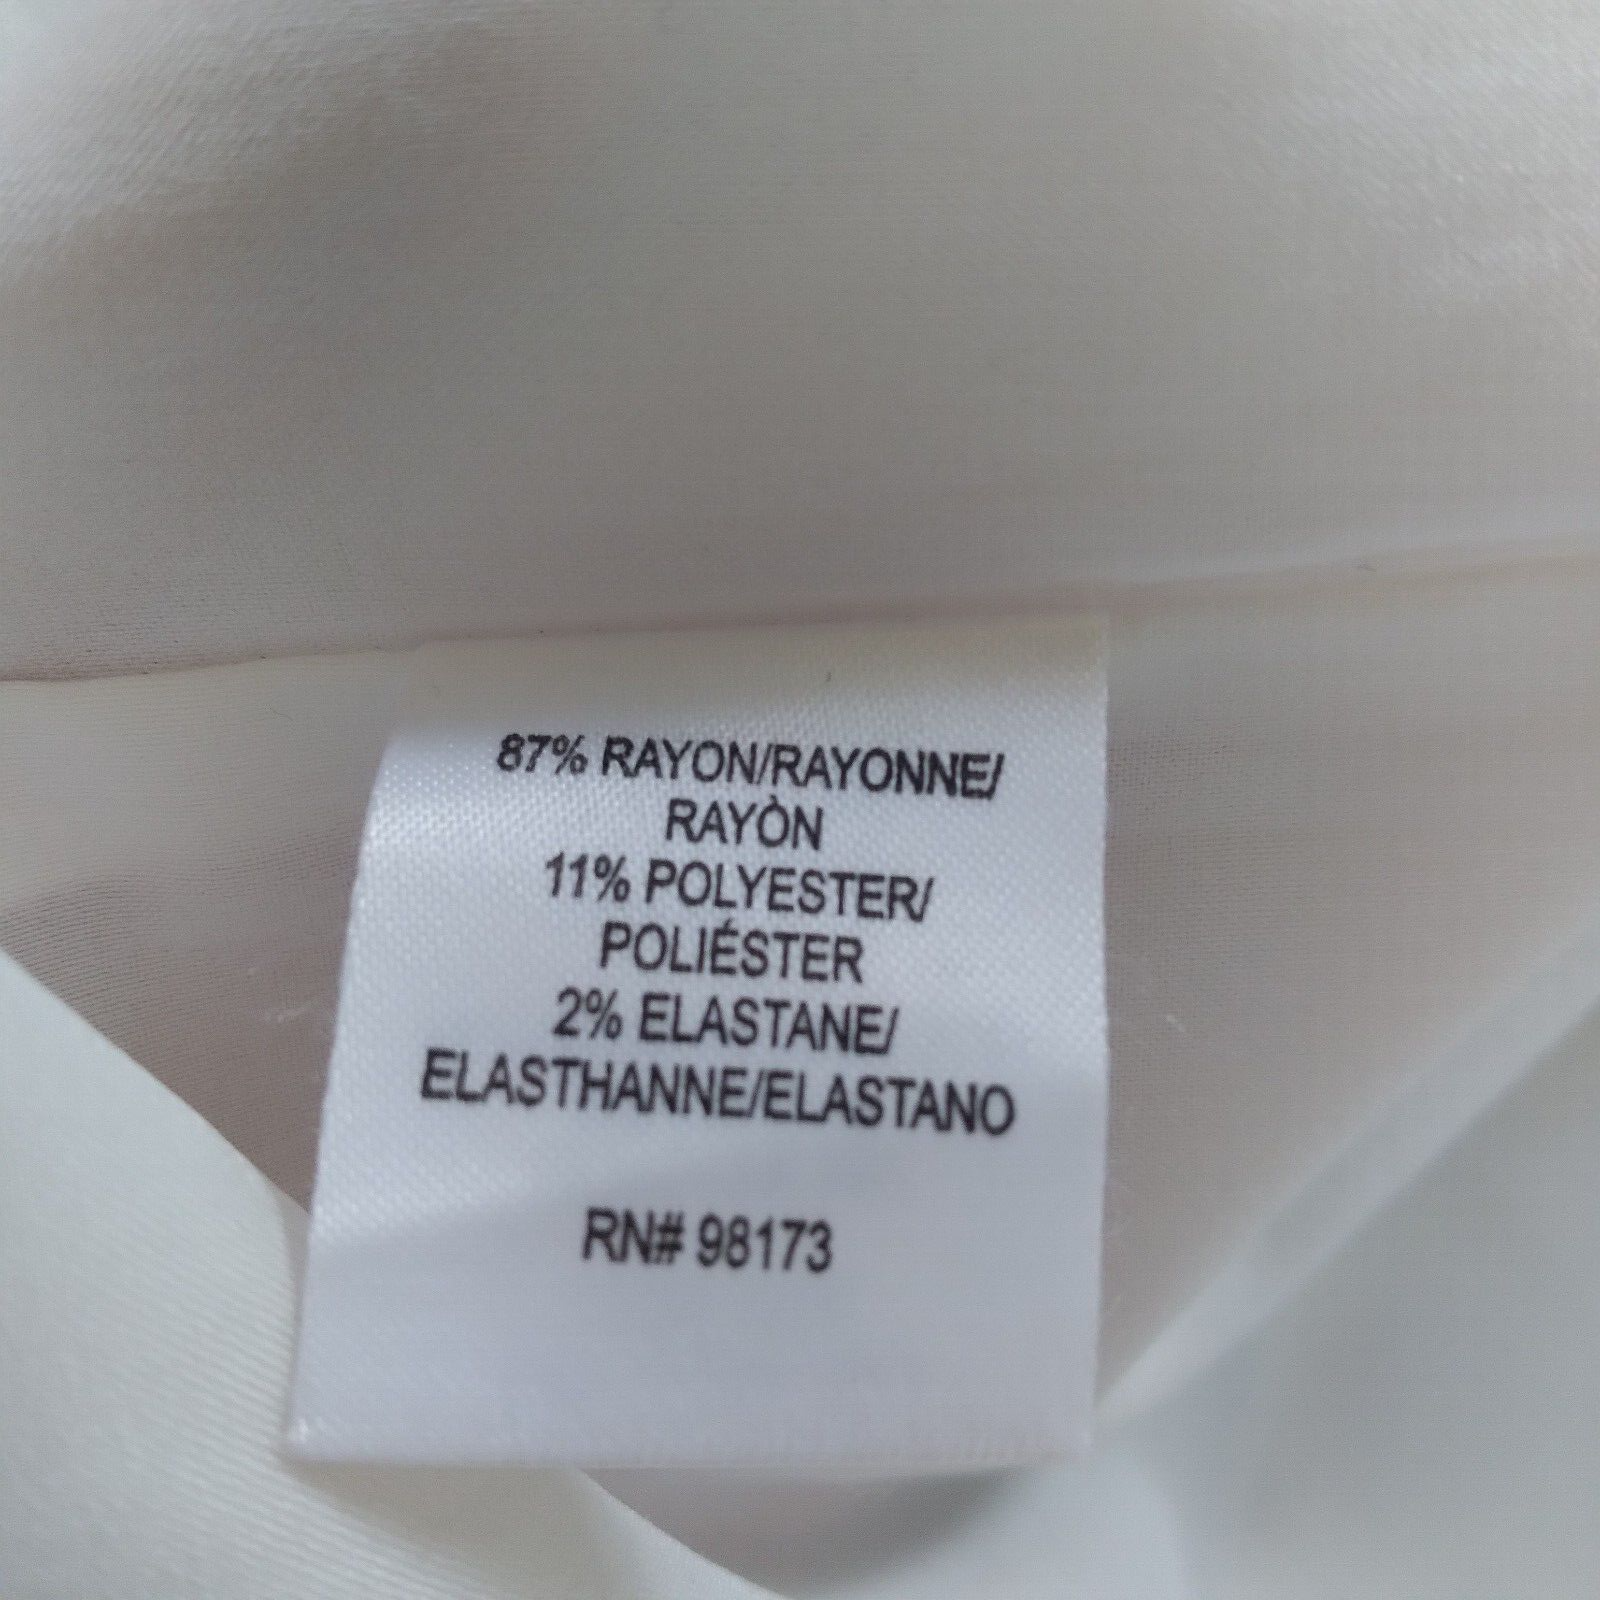 87% RAYON/RAYONNE/
RAYÒN
11% POLYESTER/
POLIÉSTER
2% ELASTANE/
ELASTHANNE/ELASTANO
RN# 98173